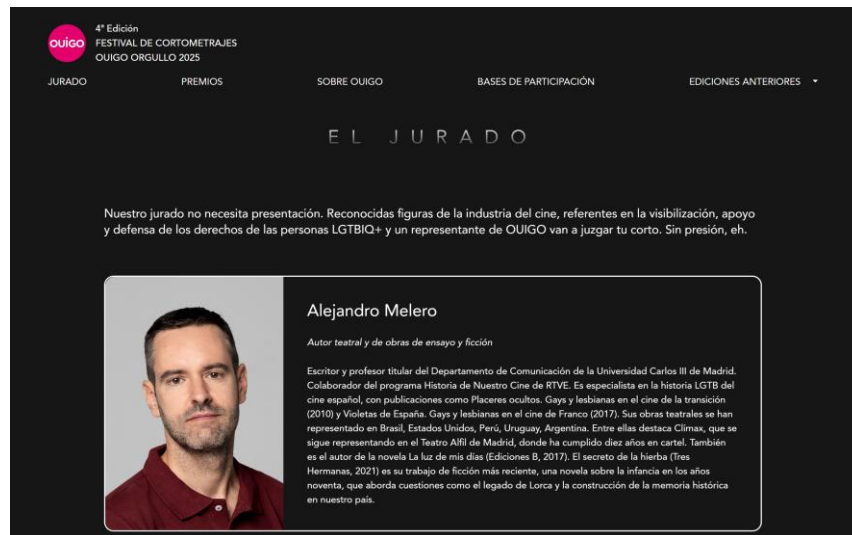 ouigo
4ª Edición
FESTIVAL DE CORTOMETRAJES
OUIGO ORGULLO 2025
JURADO
PREMIOS
SOBRE OUIGO
BASES DE PARTICIPACIÓN
EDICIONES ANTERIORES
EL JURADO
Nuestro jurado no necesita presentación. Reconocidas figuras de la industria del cine, referentes en la visibilización, apoyo
y defensa de los derechos de las personas LGTBIQ+ y un representante de OUIGO van a juzgar tu corto. Sin presión, eh.
Alejandro Melero
Autor teatral y de obras de ensayo y ficción
Escritor y profesor titular del Departamento de Comunicación de la Universidad Carlos III de Madrid.
Colaborador del programa Historia de Nuestro Cine de RTVE. Es especialista en la historia LGTB del
cine español, con publicaciones como Placeres ocultos. Gays y lesbianas en el cine de la transición
(2010) y Violetas de España. Gays y lesbianas en el cine de Franco (2017). Sus obras teatrales se han
representado en Brasil, Estados Unidos, Perú, Uruguay, Argentina. Entre ellas destaca Clímax, que se
sigue representando en el Teatro Alfil de Madrid, donde ha cumplido diez años en cartel. También
es el autor de la novela La luz de mis días (Ediciones B, 2017). El secreto de la hierba (Tres
Hermanas, 2021) es su trabajo de ficción más reciente, una novela sobre la infancia en los años
noventa, que aborda cuestiones como el legado de Lorca y la construcción de la memoria histórica
en nuestro país.